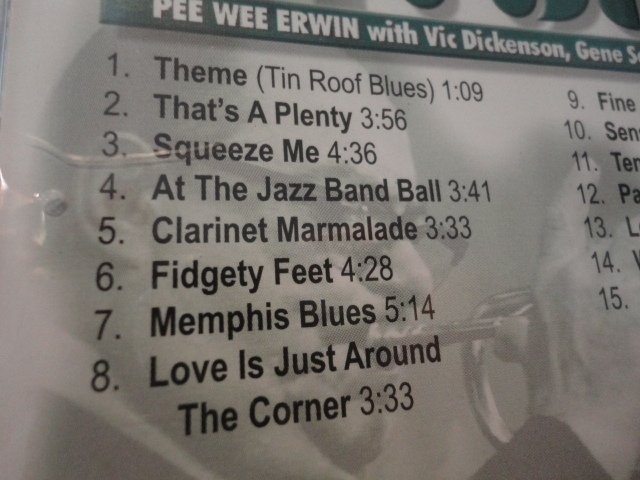 PEE WEE ERWIN with Vic Dickenson, Gene
1. Theme (Tin Roof Blues) 1:09
2. That's A Plenty 3:56
3. Squeeze Me 4:36
4. At The Jazz Band Ball 3:41
5. Clarinet Marmalade 3:33
6. Fidgety Feet 4:28
7. Memphis Blues 5:14
8. Love Is Just Around
The Corner 3:33
9. Fine
10.
11.
12.
13.
14.
15.